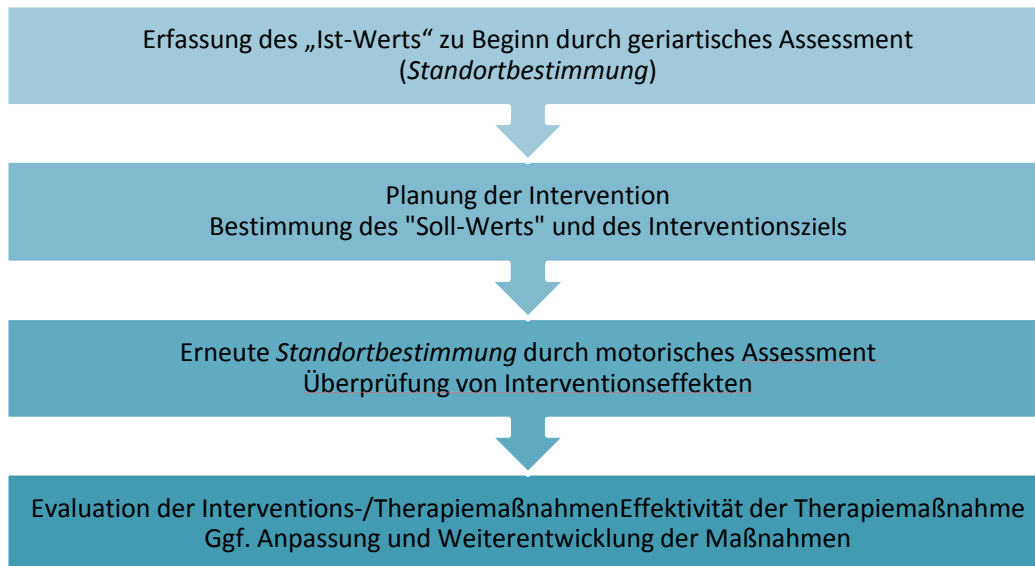 Erfassung des „Ist-Werts“ zu Beginn durch geriartisches Assessment
(Standortbestimmung)
Planung der Intervention
Bestimmung des "Soll-Werts" und des Interventionsziels
Erneute Standortbestimmung durch motorisches Assessment
Überprüfung von Interventionseffekten
Evaluation der Interventions-/TherapiemaßnahmenEffektivität der Therapiemaßnahme
Ggf. Anpassung und Weiterentwicklung der Maßnahmen